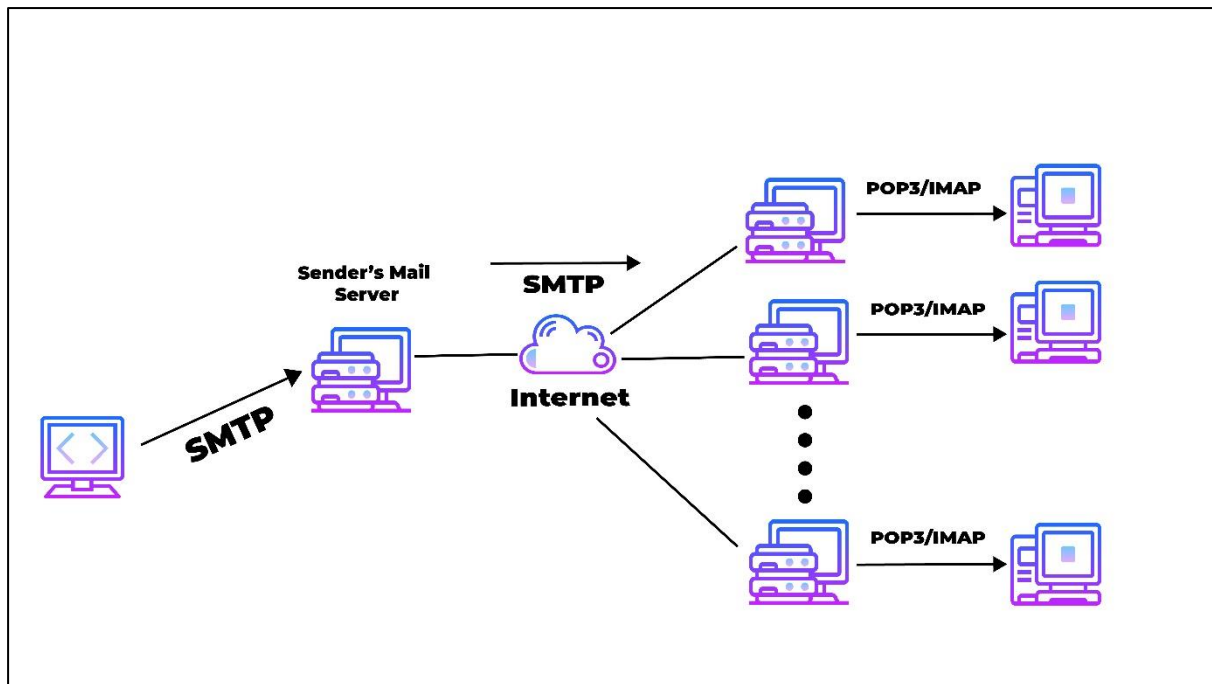 SMTP
Sender's Mail
Server
SMTP
Internet
POP3/IMAP
POP3/IMAP
POP3/IMAP